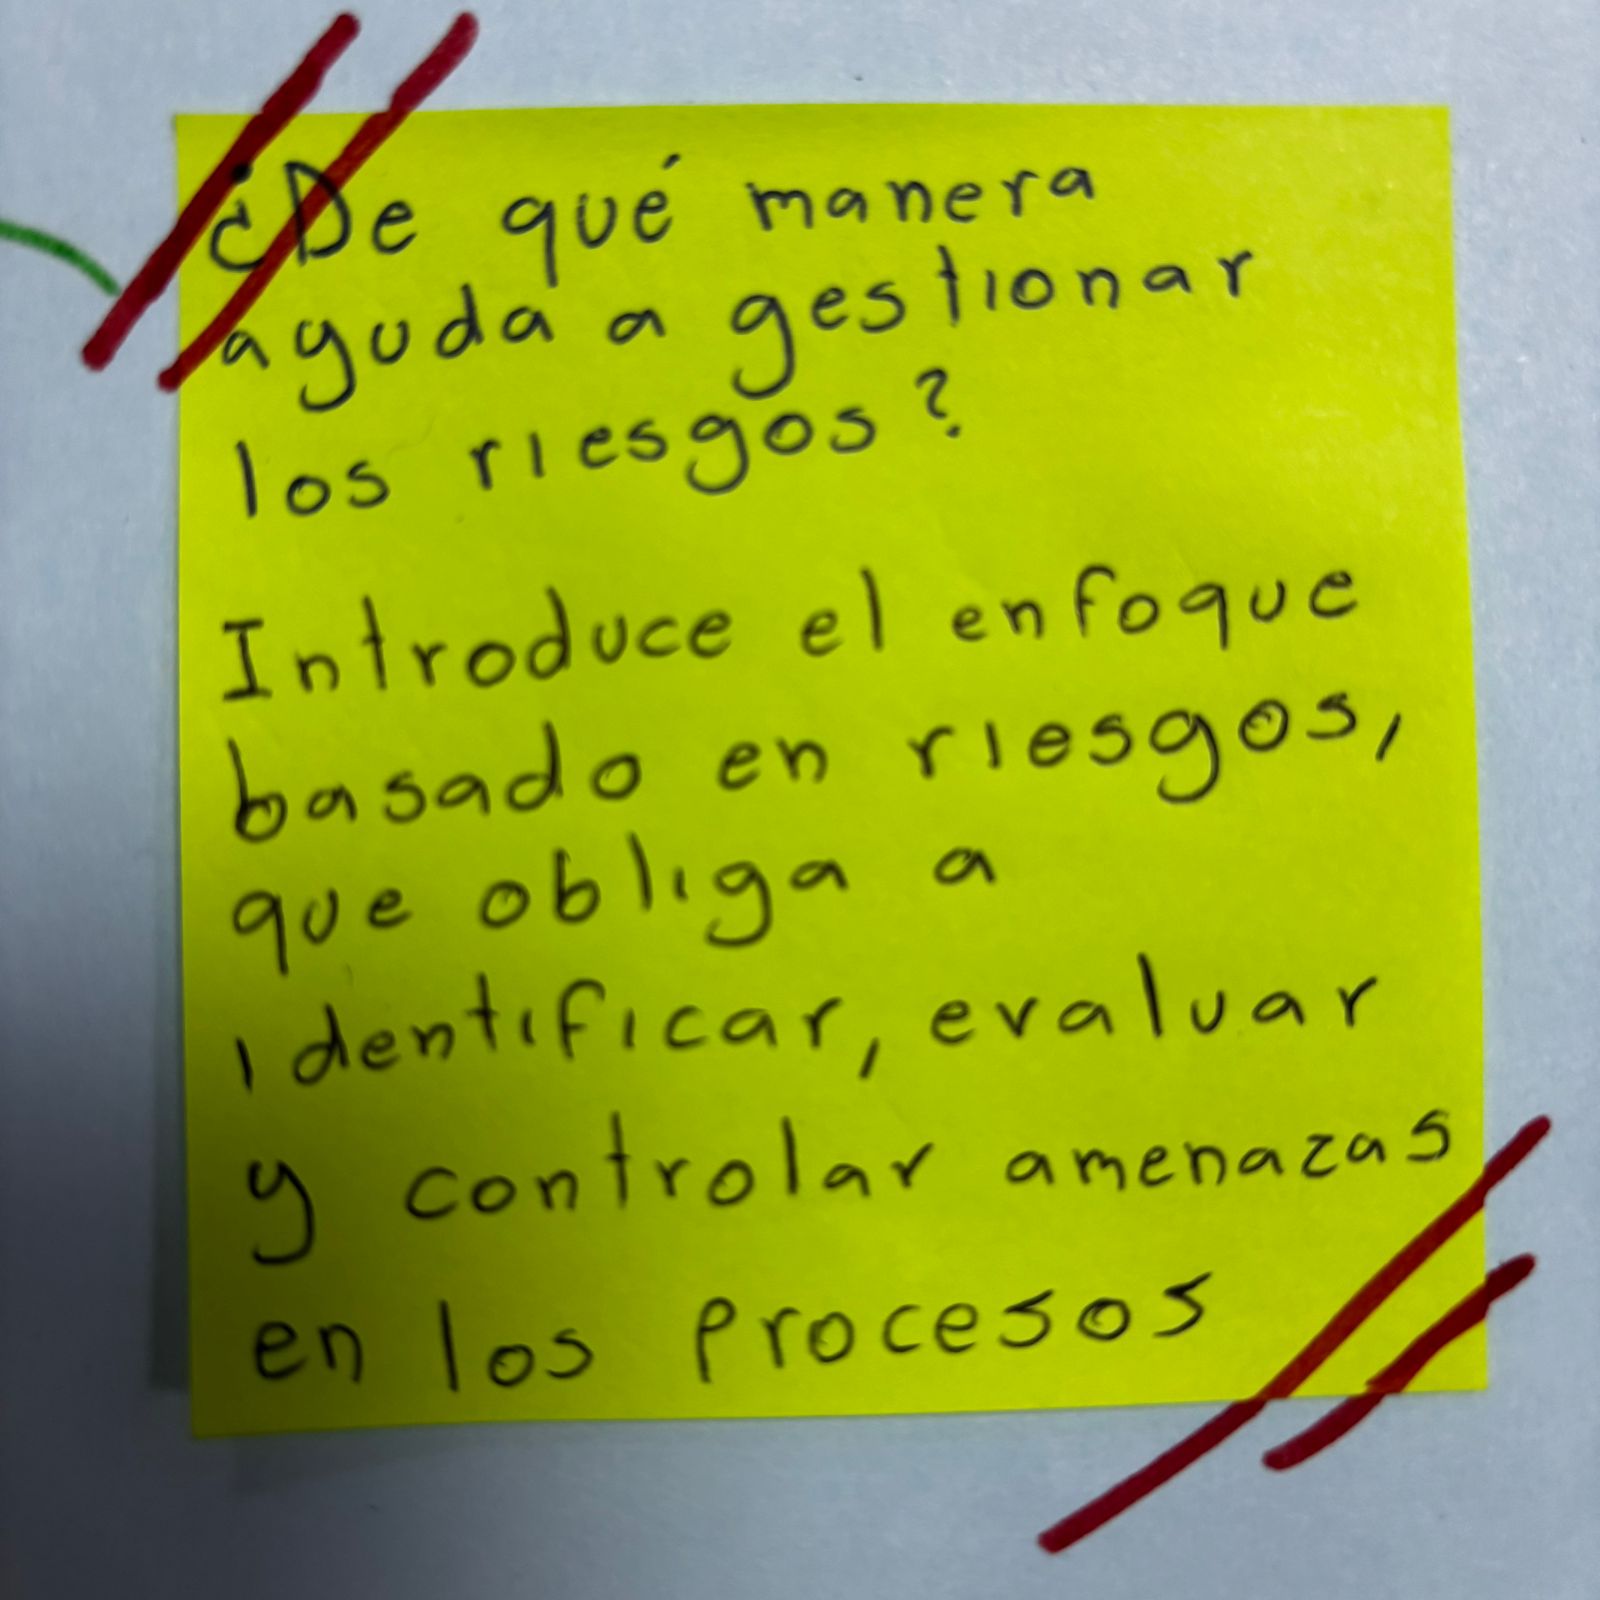 ¿De qué manera
ayuda a gestionar
los riesgos?
Introduce el enfoque
basado en riesgos,
que obliga a
identificar, evaluar
y controlar amenazas
en los procesos